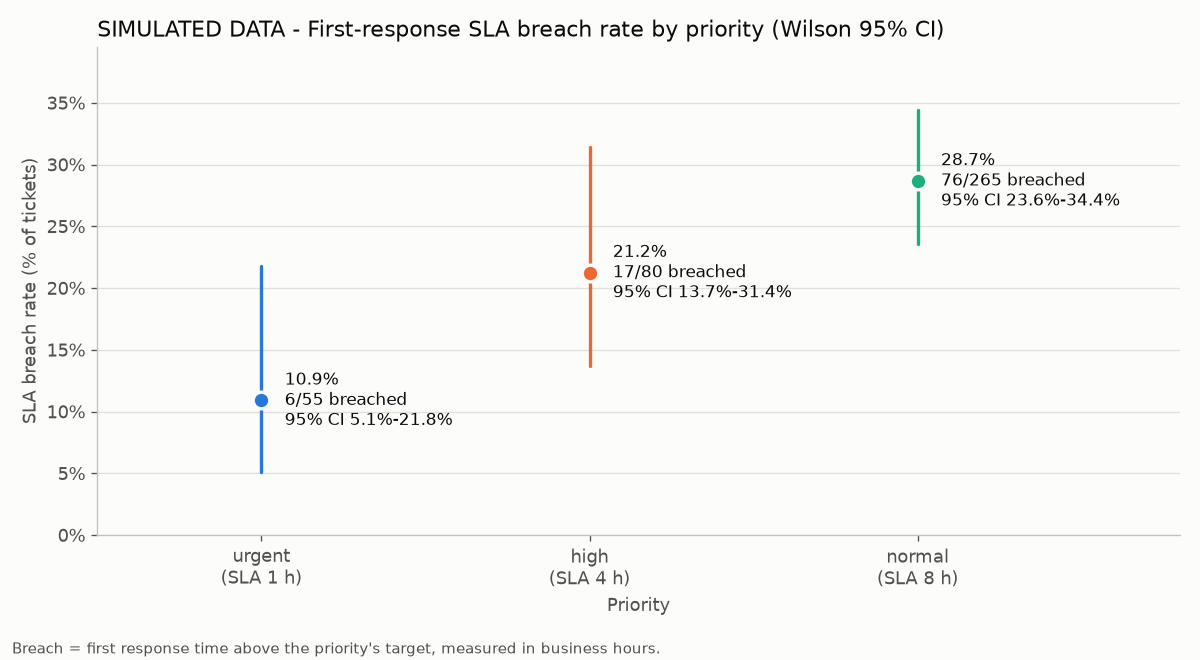 SIMULATED DATA - First-response SLA breach rate by priority (Wilson 95% CI)
SLA breach rate (% of tickets)
35%
30%
25%
20%
15%
10%
5%
0%
10.9%
6/55 breached
95% CI 5.1%-21.8%
21.2%
17/80 breached
95% CI 13.7%-31.4%
28.7%
76/265 breached
95% CI 23.6%-34.4%
urgent
(SLA 1 h)
high
(SLA 4 h)
normal
(SLA 8 h)
Priority
Breach = first response time above the priority's target, measured in business hours.